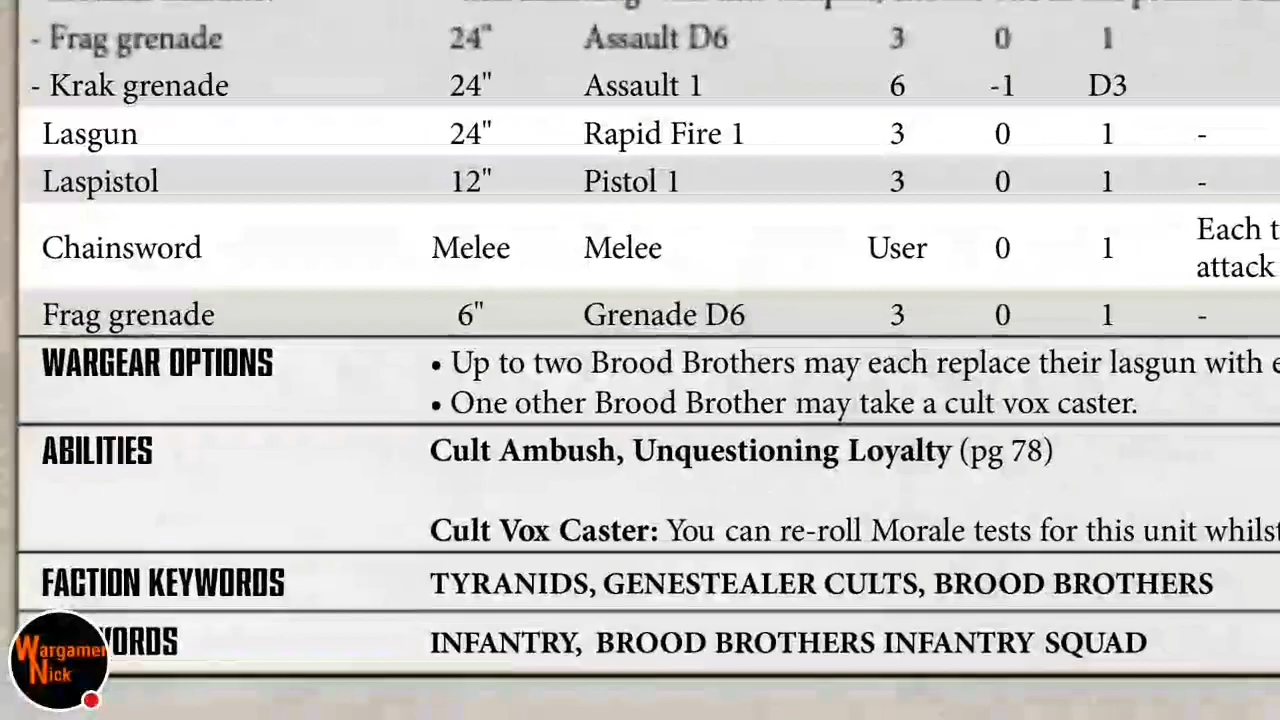 - Frag grenade 24" Assault D6 3 0 1
- Krak grenade 24" Assault 1 6 -1 D3
Lasgun 24" Rapid Fire 1 3 0 1 -
Laspistol 12" Pistol 1 3 0 1 -
Chainsword Melee Melee User 0 1 Each t
attack
Frag grenade 6" Grenade D6 3 0 1 -
WARGEAR OPTIONS • Up to two Brood Brothers may each replace their lasgun with e
• One other Brood Brother may take a cult vox caster.
ABILITIES Cult Ambush, Unquestioning Loyalty (pg 78)
Cult Vox Caster: You can re-roll Morale tests for this unit whilst
FACTION KEYWORDS TYRANIDS, GENESTEALER CULTS, BROOD BROTHERS
WORDS INFANTRY, BROOD BROTHERS INFANTRY SQUAD
Wargamer
Nick